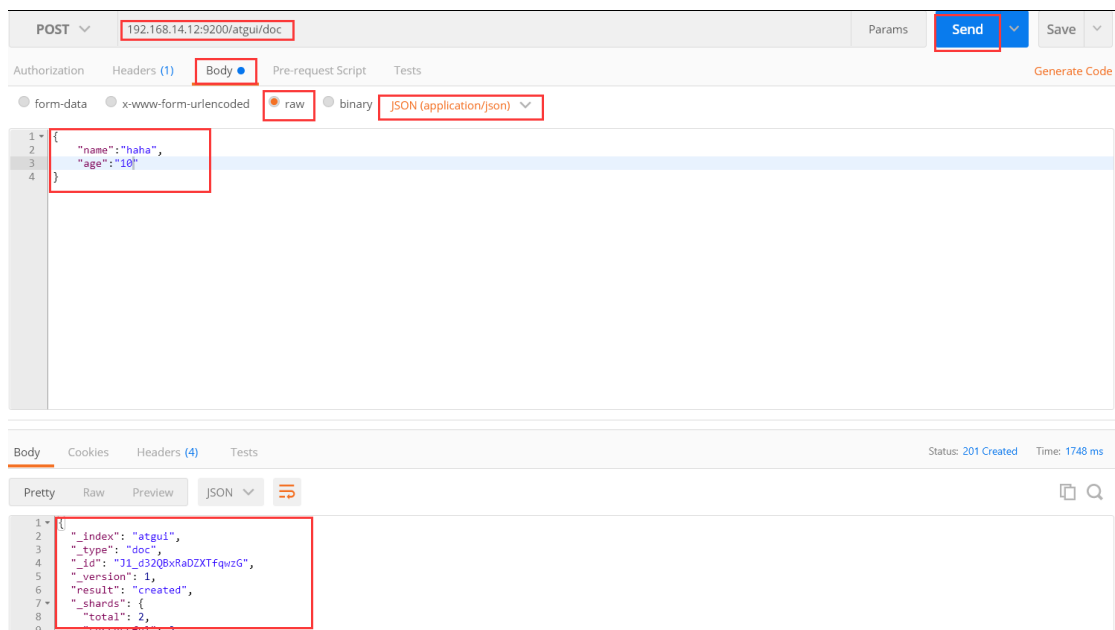 POST 192.168.14.12:9200/atgui/doc Params Send Save
Authorization Headers (1) Body Pre-request Script Tests Generate Code
form-data x-www-form-urlencoded raw binary JSON (application/json)
1 {
2 "name":"haha",
3 "age":"10"
4 }
Body Cookies Headers (4) Tests Status: 201 Created Time: 1748 ms
Pretty Raw Preview JSON
1 {
2 "_index": "atgui",
3 "_type": "doc",
4 "_id": "J1_d32QBxRaDZXTfqwzG",
5 "_version": 1,
6 "result": "created",
7 "_shards": {
8 "total": 2,